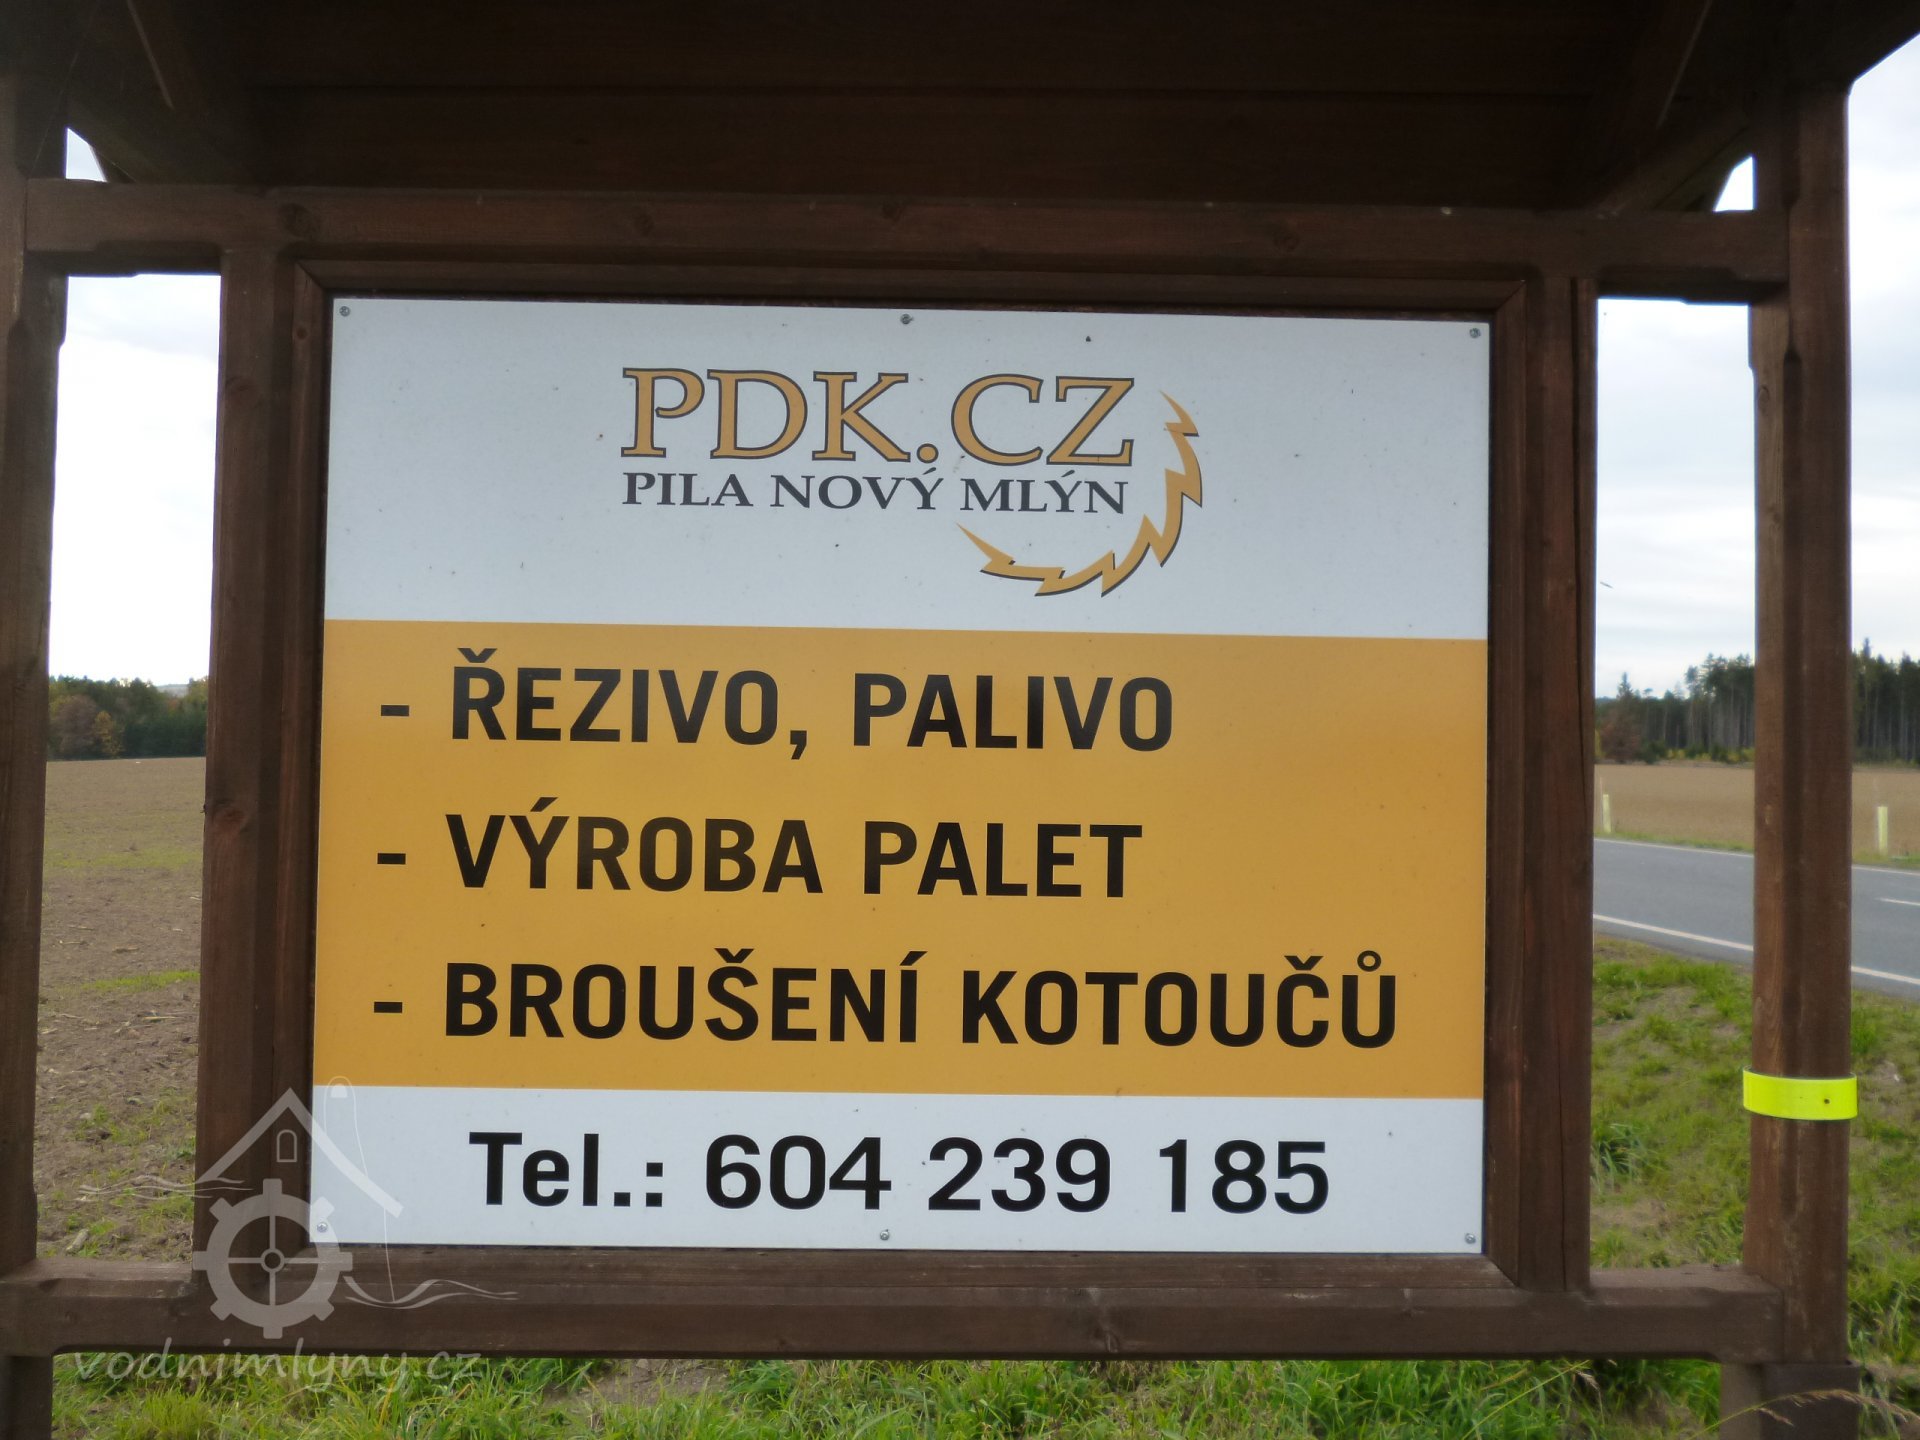 PDK.CZ
PILA NOVÝ MLÝN
- ŘEZIVO, PALIVO
- VÝROBA PALET
- BROUŠENÍ KOTOUČŮ
Tel.: 604 239 185
vodnimlyny.cz